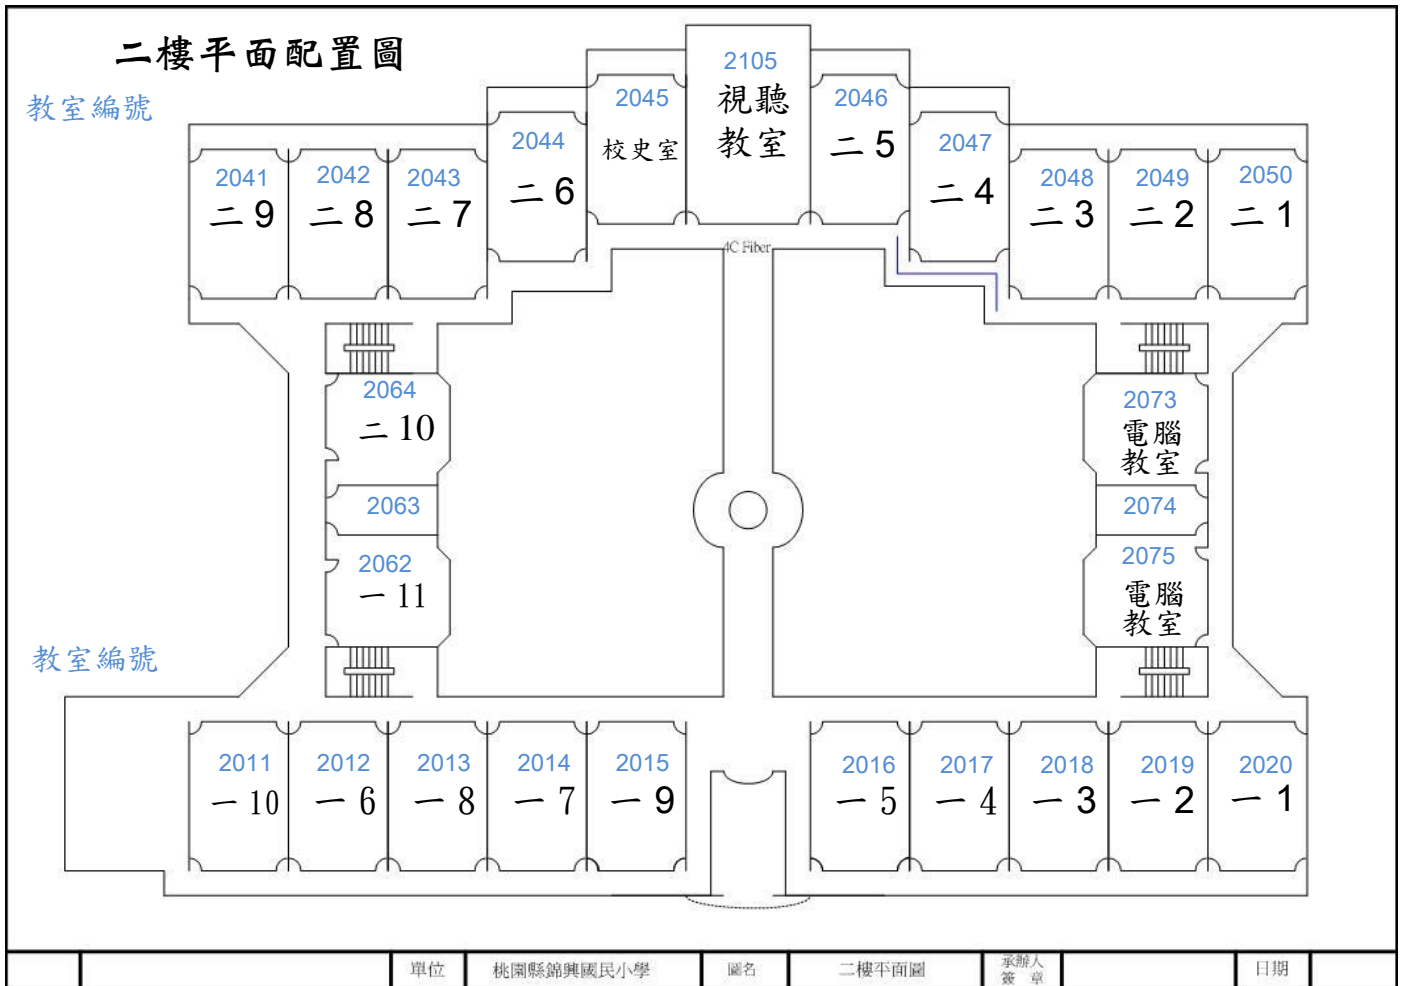 二樓平面配置圖
教室編號
2105
視聽
教室
2045
校史室
2046
二 5
2044
二 6
2047
二 4
2041
二 9
2042
二 8
2043
二 7
2048
二 3
2049
二 2
2050
二 1
4C Fiber
2064
二 10
2073
電腦
教室
2063
2074
2062
一 11
2075
電腦
教室
教室編號
2011
一 10
2012
一 6
2013
一 8
2014
一 7
2015
一 9
2016
一 5
2017
一 4
2018
一 3
2019
一 2
2020
一 1
單位 桃園縣錦興國民小學 圖名 二樓平面圖 承辦人 日期
簽 章